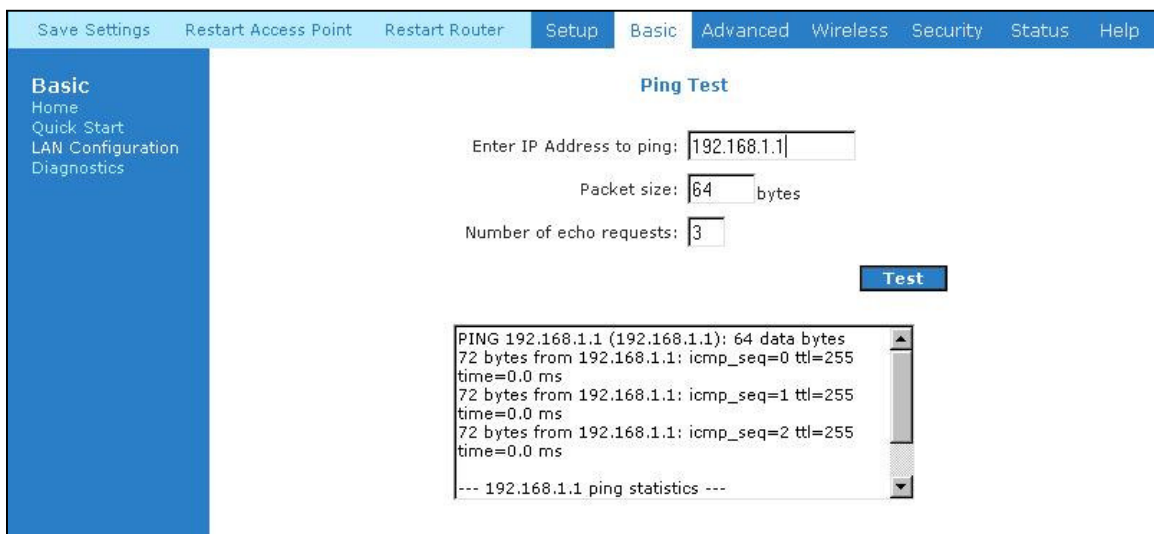 Save Settings Restart Access Point Restart Router Setup Basic Advanced Wireless Security Status Help
Basic
Home
Quick Start
LAN Configuration
Diagnostics
Ping Test
Enter IP Address to ping: 192.168.1.1
Packet size: 64 bytes
Number of echo requests: 3
Test
PING 192.168.1.1 (192.168.1.1): 64 data bytes
72 bytes from 192.168.1.1: icmp_seq=0 ttl=255
time=0.0 ms
72 bytes from 192.168.1.1: icmp_seq=1 ttl=255
time=0.0 ms
72 bytes from 192.168.1.1: icmp_seq=2 ttl=255
time=0.0 ms
--- 192.168.1.1 ping statistics ---